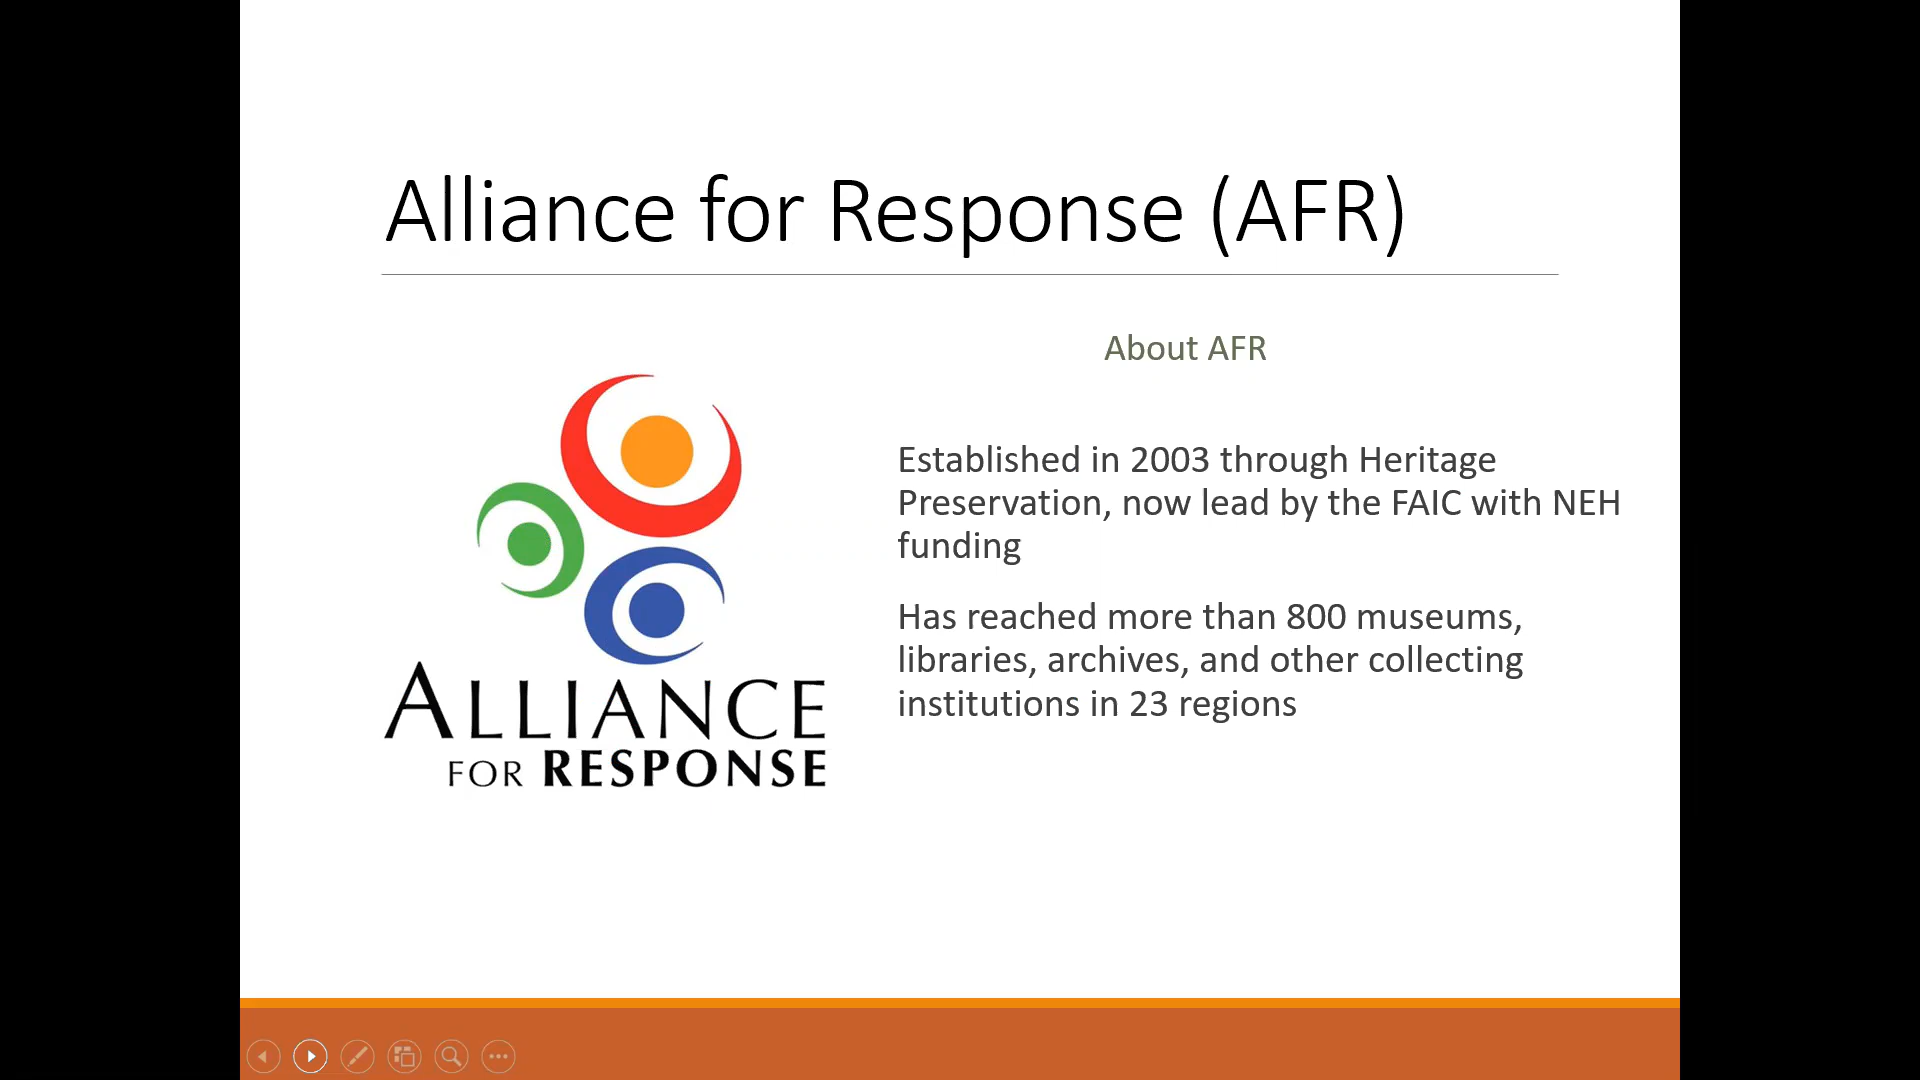 Alliance for Response (AFR)
About AFR
Established in 2003 through Heritage
Preservation, now lead by the FAIC with NEH
funding
Has reached more than 800 museums,
libraries, archives, and other collecting
institutions in 23 regions
ALLIANCE
FOR RESPONSE